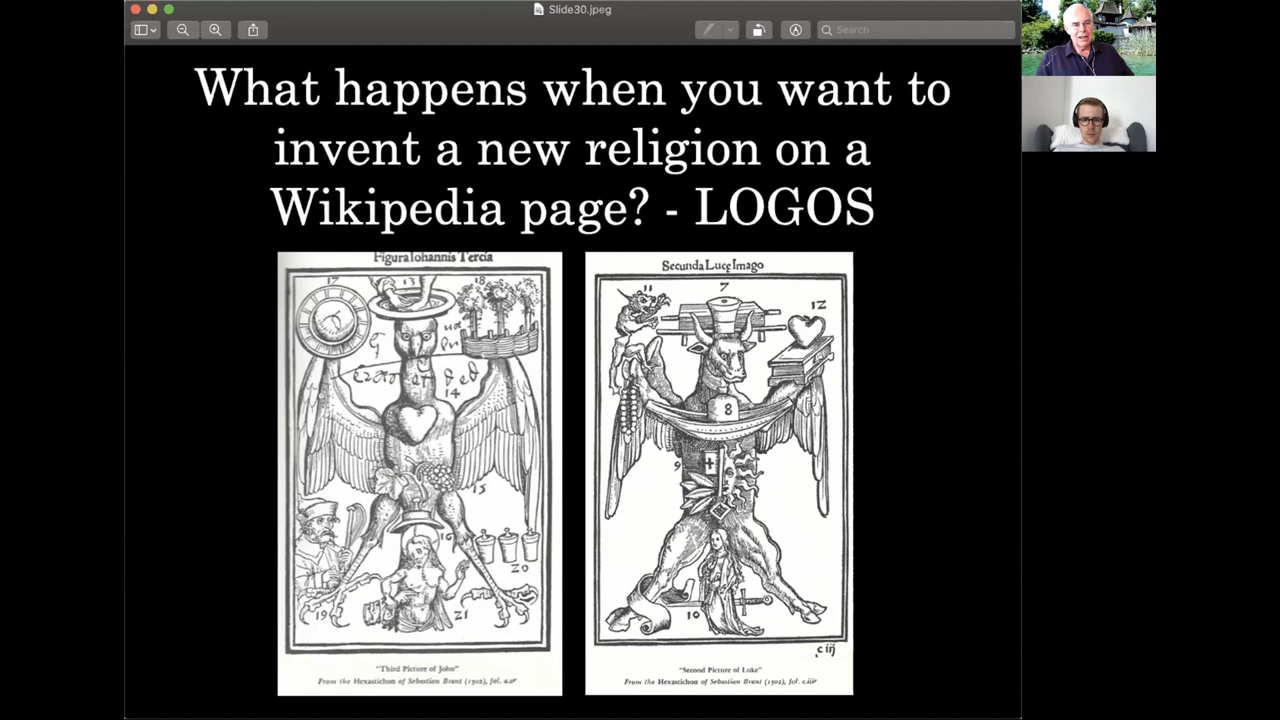 Slide30.jpeg
Search
What happens when you want to
invent a new religion on a
Wikipedia page? - LOGOS
Figura Iohannis Tercia
17
13
18
14
15
16
19
20
21
"Third Picture of John"
From the Hexastichon of Sebastian Brant (1502), fol. a.vʳ
Secunda Luce Imago
11
7
12
8
9
10
c iij
"Second Picture of Luke"
From the Hexastichon of Sebastian Brant (1502), fol. c.iiiʳ